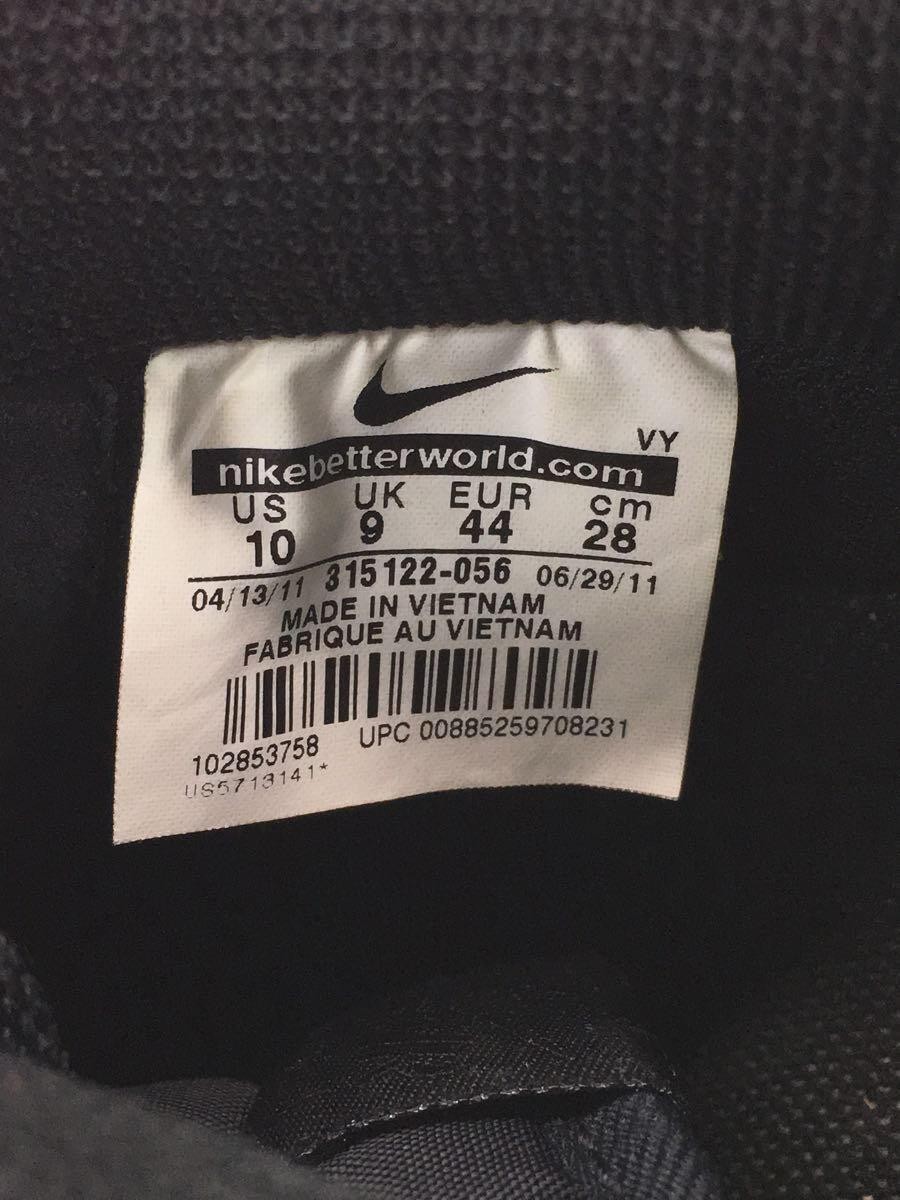 VY
nikebetterworld.com
US UK EUR cm
10 9 44 28
04/13/11 315122-056 06/29/11
MADE IN VIETNAM
FABRIQUE AU VIETNAM
102853758 UPC 00885259708231
US5713141*